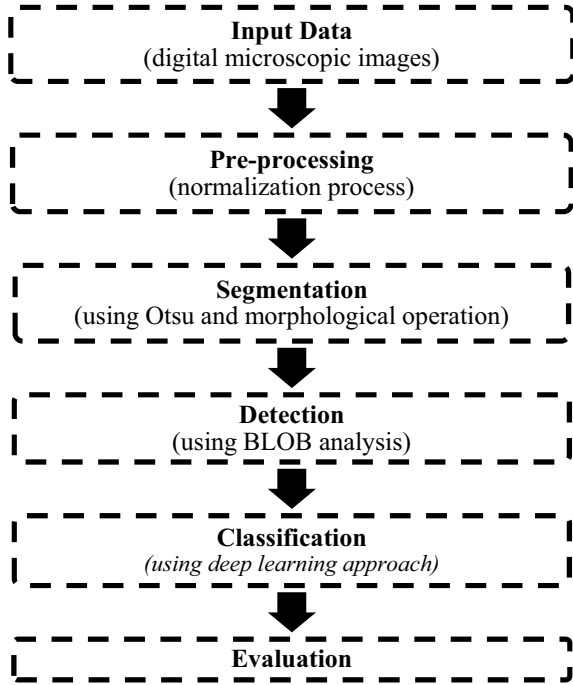 Input Data
(digital microscopic images)
Pre-processing
(normalization process)
Segmentation
(using Otsu and morphological operation)
Detection
(using BLOB analysis)
Classification
(using deep learning approach)
Evaluation